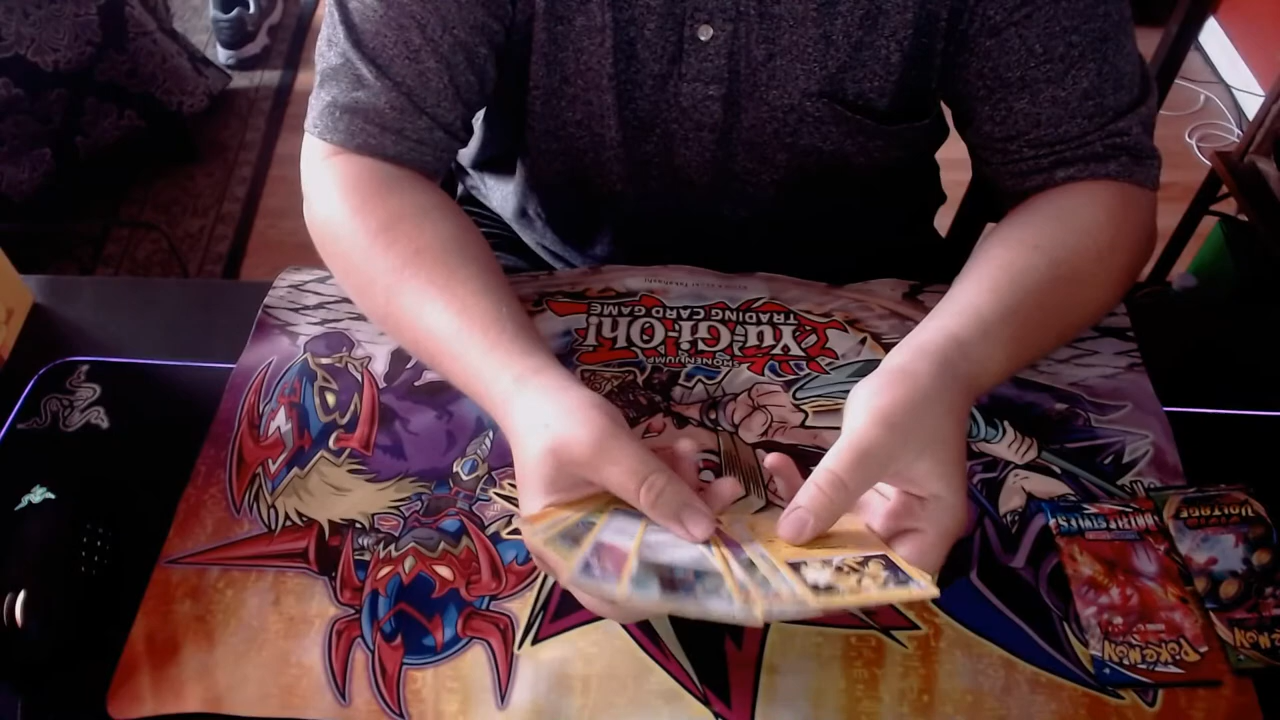 SHONEN JUMP
Yu-Gi-Oh!
TRADING CARD GAME
BATTLE STYLES
POKéMON
VIVID
VOLTAGE
POKéMON